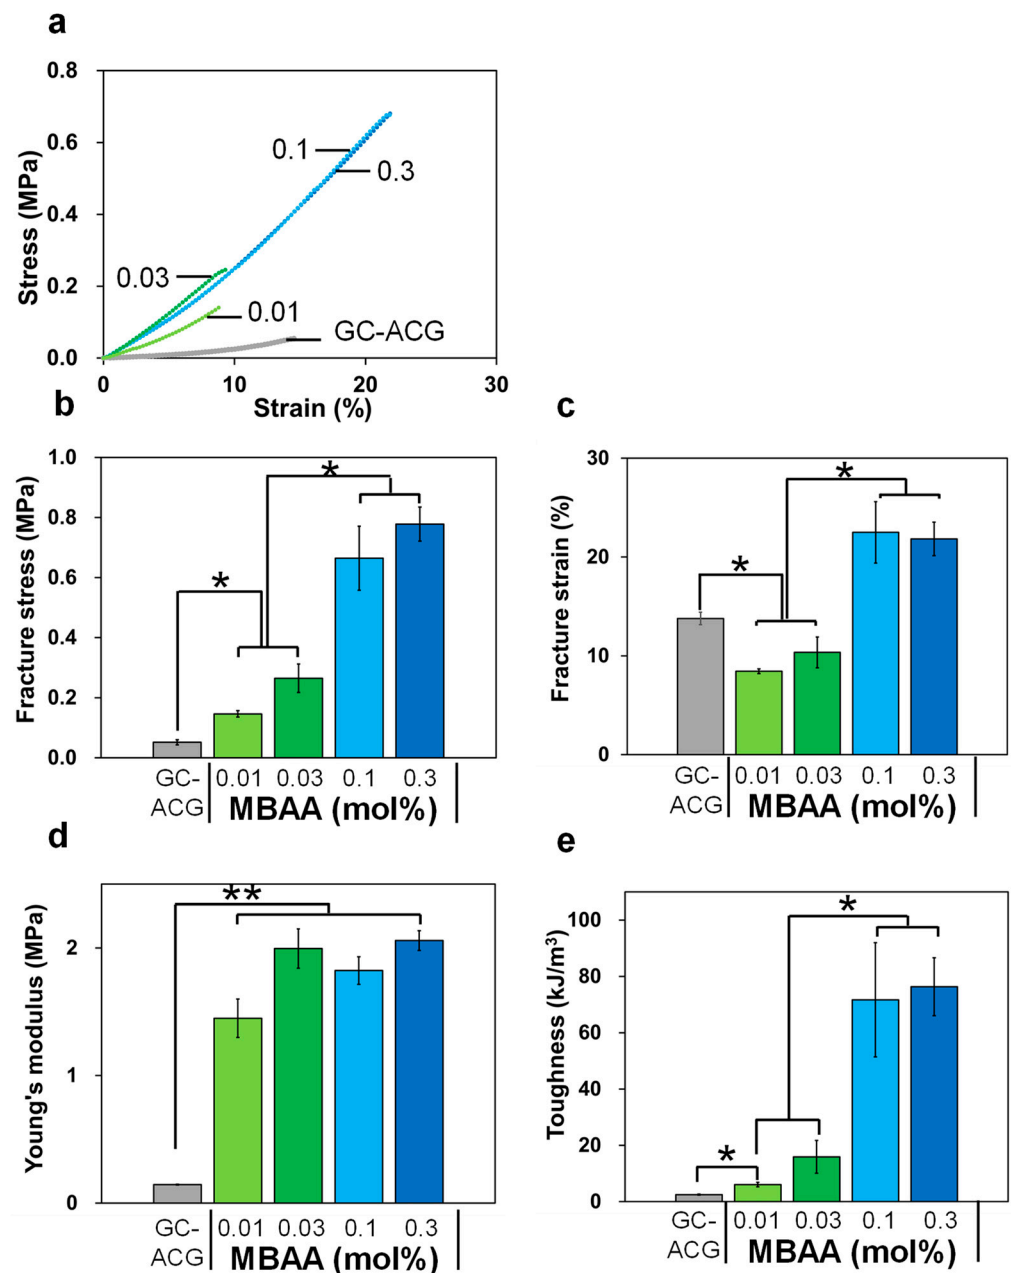 a
0.8
0.6
0.4
0.2
0.0
Stress (MPa)
0.1
0.3
0.03
0.01
GC-ACG
0 10 20 30
Strain (%)
b
1.0
0.8
0.6
0.4
0.2
0.0
Fracture stress (MPa)
*
*
GC-
ACG
0.01 0.03 0.1 0.3
MBAA (mol%)
c
30
20
10
0
Fracture strain (%)
*
*
GC-
ACG
0.01 0.03 0.1 0.3
MBAA (mol%)
d
2
1
0
Young's modulus (MPa)
**
GC-
ACG
0.01 0.03 0.1 0.3
MBAA (mol%)
e
100
80
60
40
20
0
Toughness (kJ/m³)
*
*
GC-
ACG
0.01 0.03 0.1 0.3
MBAA (mol%)